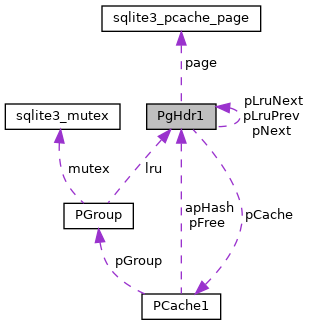 sqlite3_pcache_page
page
sqlite3_mutex
PgHdr1
pLruNext
pLruPrev
pNext
mutex
lru
PGroup
apHash
pFree
pCache
pGroup
PCache1